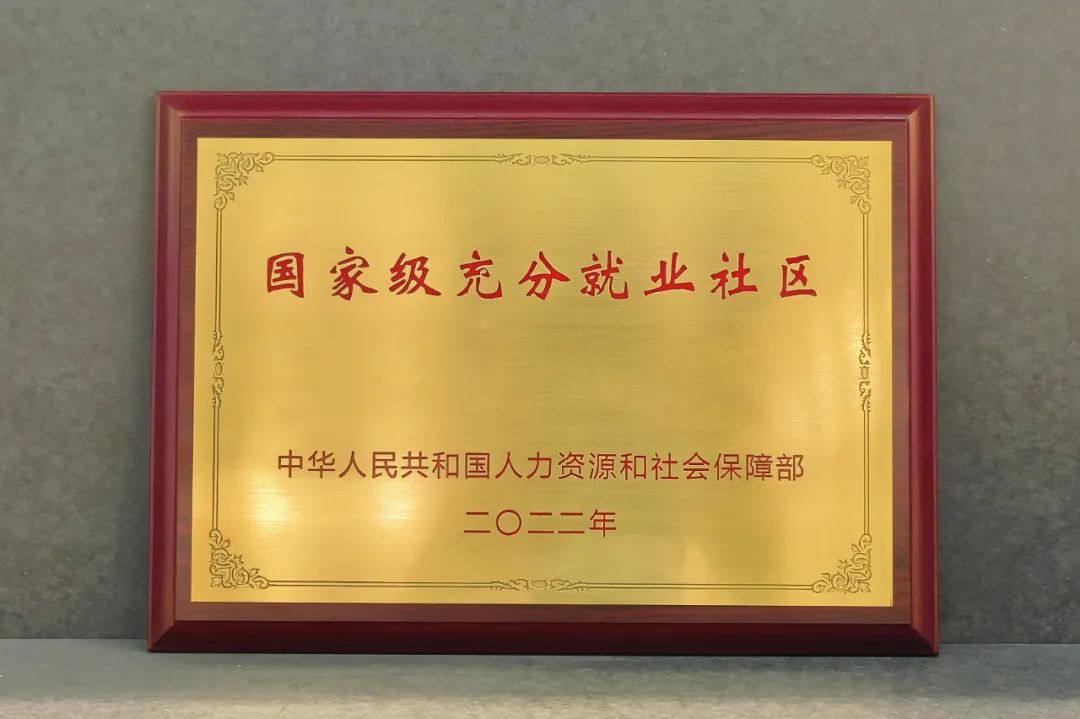 国家级充分就业社区
中华人民共和国人力资源和社会保障部
二〇二二年